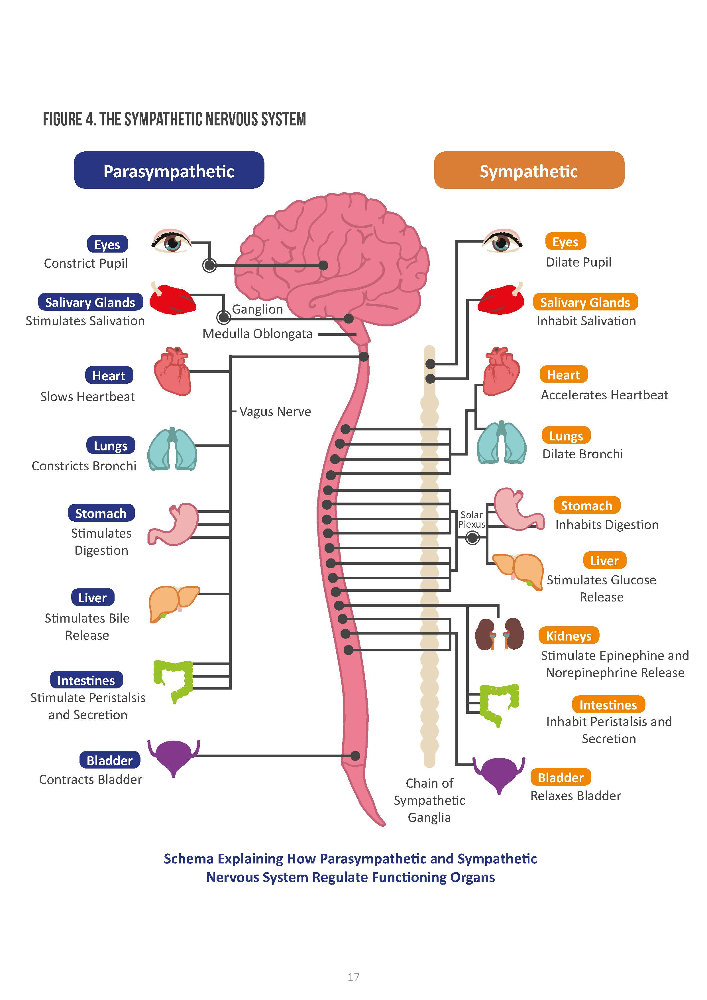 FIGURE 4. THE SYMPATHETIC NERVOUS SYSTEM
Parasympathetic
Sympathetic
Eyes
Constrict Pupil
Salivary Glands
Stimulates Salivation
Heart
Slows Heartbeat
Lungs
Constricts Bronchi
Stomach
Stimulates
Digestion
Liver
Stimulates Bile
Release
Intestines
Stimulate Peristalsis
and Secretion
Bladder
Contracts Bladder
Ganglion
Medulla Oblongata
Vagus Nerve
Solar
Piexus
Chain of
Sympathetic
Ganglia
Eyes
Dilate Pupil
Salivary Glands
Inhabit Salivation
Heart
Accelerates Heartbeat
Lungs
Dilate Bronchi
Stomach
Inhabits Digestion
Liver
Stimulates Glucose
Release
Kidneys
Stimulate Epinephine and
Norepinephrine Release
Intestines
Inhabit Peristalsis and
Secretion
Bladder
Relaxes Bladder
Schema Explaining How Parasympathetic and Sympathetic
Nervous System Regulate Functioning Organs
17